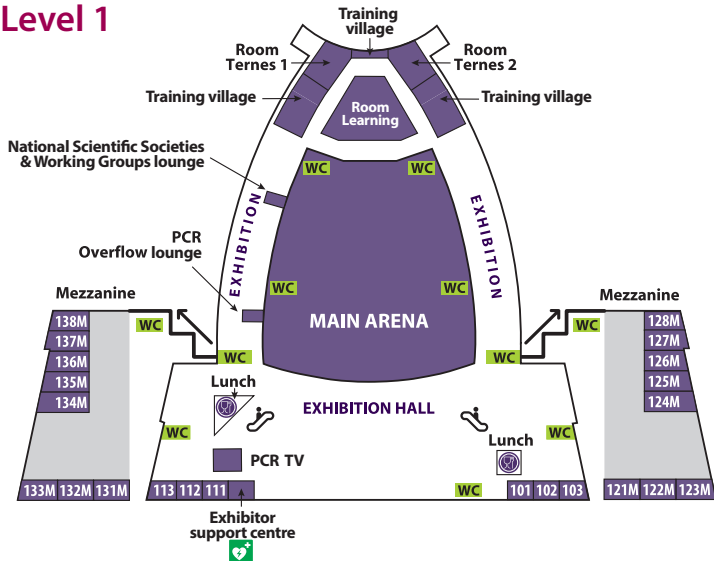 Level 1
Training
village
Room
Ternes 1
Room
Ternes 2
Training village
Training village
Room
Learning
National Scientific Societies
& Working Groups lounge
WC
WC
EXHIBITION
EXHIBITION
PCR
Overflow lounge
WC
WC
MAIN ARENA
Mezzanine
Mezzanine
138M
137M
136M
135M
134M
WC
WC
128M
127M
126M
125M
124M
WC
WC
Lunch
EXHIBITION HALL
WC
WC
Lunch
PCR TV
133M 132M 131M
113 112 111
WC
101 102 103
121M 122M 123M
Exhibitor
support centre